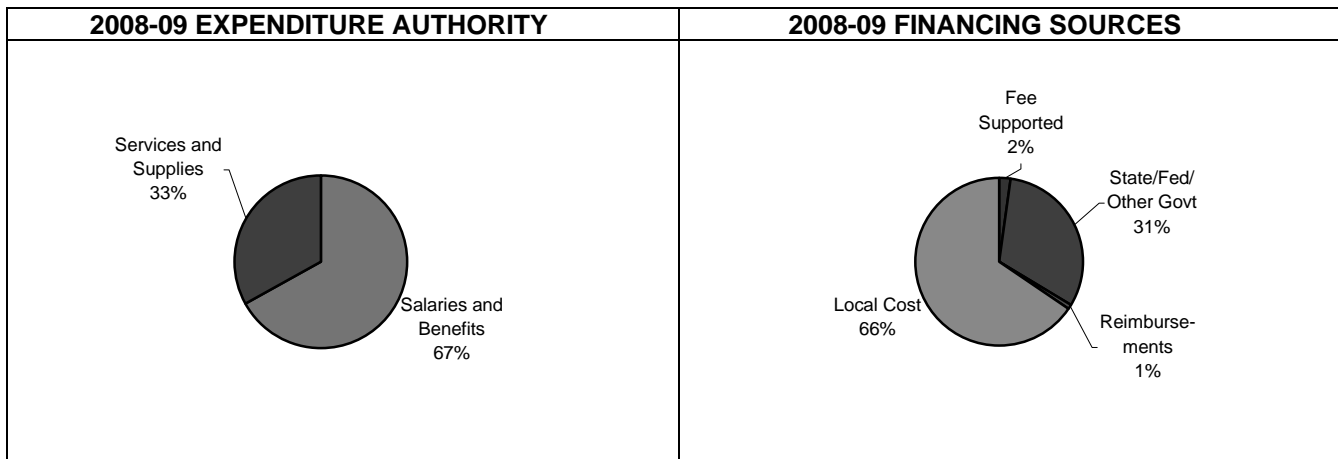 2008-09 EXPENDITURE AUTHORITY
Services and
Supplies
33%
Salaries and
Benefits
67%
2008-09 FINANCING SOURCES
Fee
Supported
2%
State/Fed/
Other Govt
31%
Reimburse-
ments
1%
Local Cost
66%